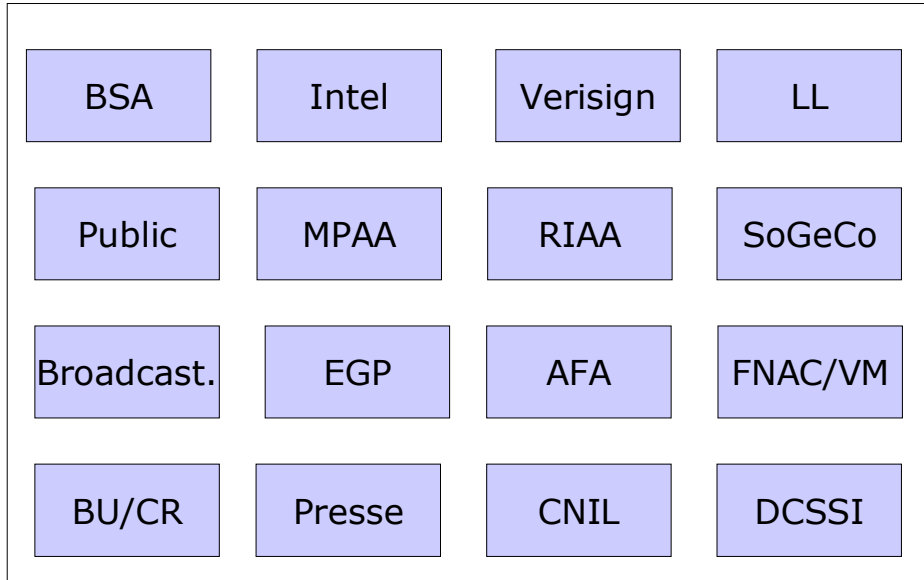 BSA
Intel
Verisign
LL
Public
MPAA
RIAA
SoGeCo
Broadcast.
EGP
AFA
FNAC/VM
BU/CR
Presse
CNIL
DCSSI